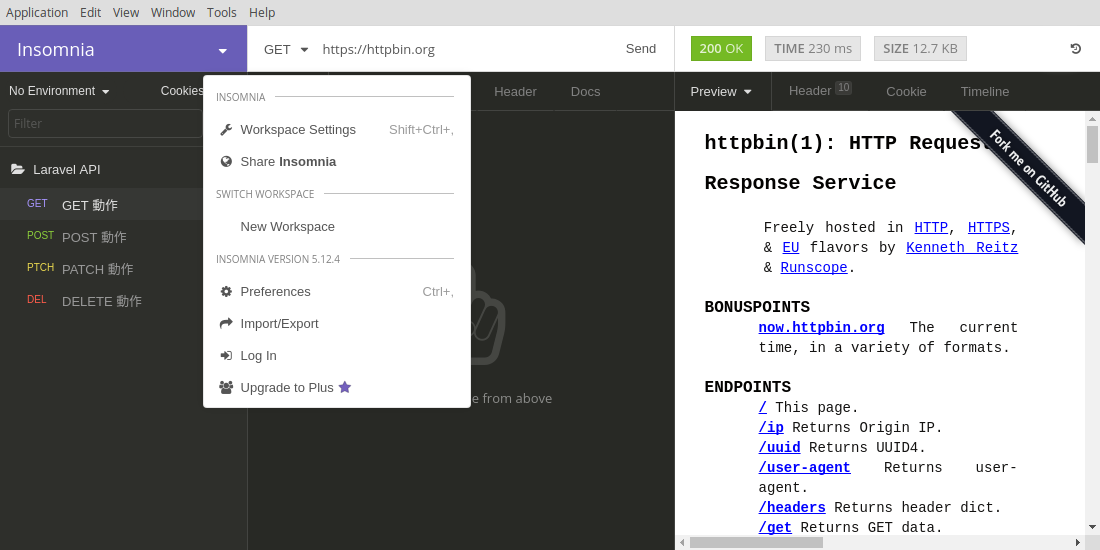 Application Edit View Window Tools Help
Insomnia
GET https://httpbin.org Send
200 OK TIME 230 ms SIZE 12.7 KB
No Environment Cookies
Header Docs
Preview Header 10 Cookie Timeline
Filter
Laravel API
GET GET 動作
POST POST 動作
PTCH PATCH 動作
DEL DELETE 動作
INSOMNIA
Workspace Settings Shift+Ctrl+,
Share Insomnia
SWITCH WORKSPACE
New Workspace
INSOMNIA VERSION 5.12.4
Preferences Ctrl+,
Import/Export
Log In
Upgrade to Plus
from above
httpbin(1): HTTP Request
Response Service
Fork me on GitHub
Freely hosted in HTTP, HTTPS,
& EU flavors by Kenneth Reitz
& Runscope.
BONUSPOINTS
now.httpbin.org The current
time, in a variety of formats.
ENDPOINTS
/ This page.
/ip Returns Origin IP.
/uuid Returns UUID4.
/user-agent Returns user-
agent.
/headers Returns header dict.
/get Returns GET data.